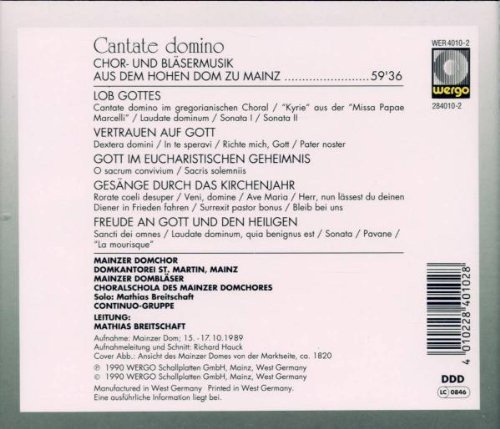 Cantate domino
WER 4010-2
CHOR- UND BLÄSERMUSIK
AUS DEM HOHEN DOM ZU MAINZ ........................ 59'36
wergo
284010-2
LOB GOTTES
Cantate domino im gregorianischen Choral / "Kyrie" aus der "Missa Papae
Marcelli" / Laudate dominum / Sonata I / Sonata II
VERTRAUEN AUF GOTT
Dextera domini / In te speravi / Richte mich, Gott / Pater noster
GOTT IM EUCHARISTISCHEN GEHEIMNIS
O sacrum convivium / Sacris solemniis
GESÄNGE DURCH DAS KIRCHENJAHR
Rorate coeli desuper / Veni, domine / Ave Maria / Herr, nun lässest du deinen
Diener in Frieden fahren / Surrexit pastor bonus / Bleib bei uns
FREUDE AN GOTT UND DEN HEILIGEN
Sancti dei omnes / Laudate dominum, quia benignus est / Sonata / Pavane /
"La mourisque"
MAINZER DOMCHOR
DOMKANTOREI ST. MARTIN, MAINZ
MAINZER DOMBLÄSER
CHORALSCHOLA DES MAINZER DOMCHORES
Solo: Mathias Breitschaft
CONTINUO-GRUPPE
LEITUNG:
MATHIAS BREITSCHAFT
Aufnahme: Mainzer Dom; 15. - 17.10.1989
Aufnahmeleitung und Schnitt: Richard Hauck
Cover Abb.: Ansicht des Mainzer Domes von der Marktseite, ca. 1820
℗ 1990 WERGO Schallplatten GmbH, Mainz, West Germany
© 1990 WERGO Schallplatten GmbH, Mainz, West Germany
Manufactured in West Germany Printed in West Germany.
Eine ausführliche Information liegt bei.
4 010228 401028
DDD
LC 0846